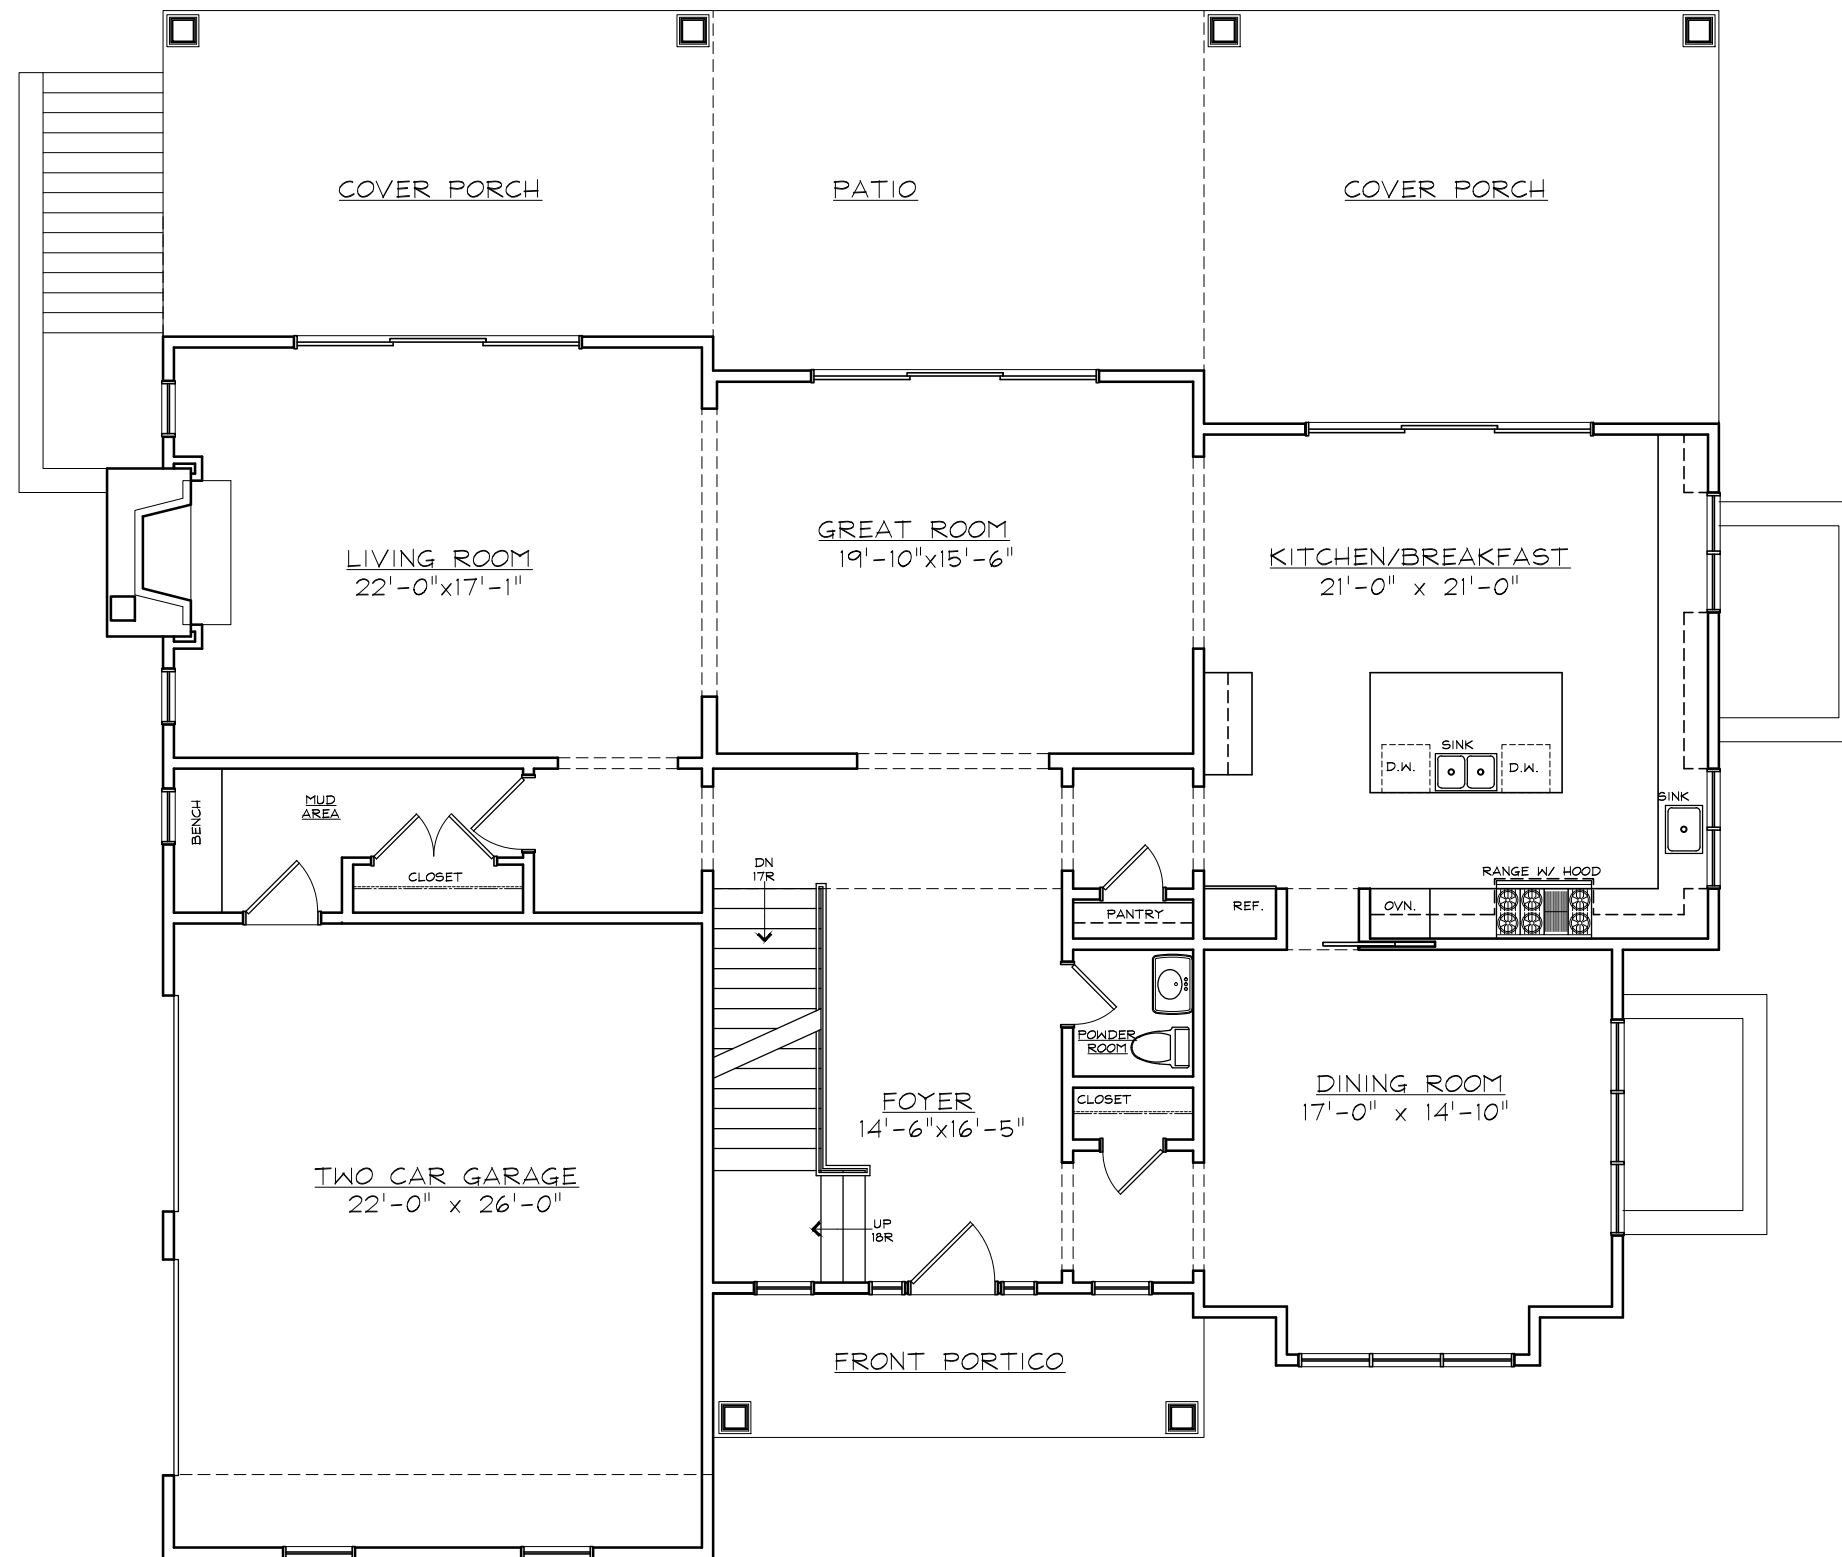 COVER PORCH
PATIO
COVER PORCH
GREAT ROOM
19'-10"x15'-6"
LIVING ROOM
22'-0"x17'-1"
KITCHEN/BREAKFAST
21'-0" x 21'-0"
SINK
D.W.
D.W.
SINK
BENCH
MUD
AREA
CLOSET
DN
17R
RANGE W/ HOOD
PANTRY
REF.
OVN.
POWDER
ROOM
CLOSET
FOYER
14'-6"x16'-5"
DINING ROOM
17'-0" x 14'-10"
TWO CAR GARAGE
22'-0" x 26'-0"
UP
18R
FRONT PORTICO